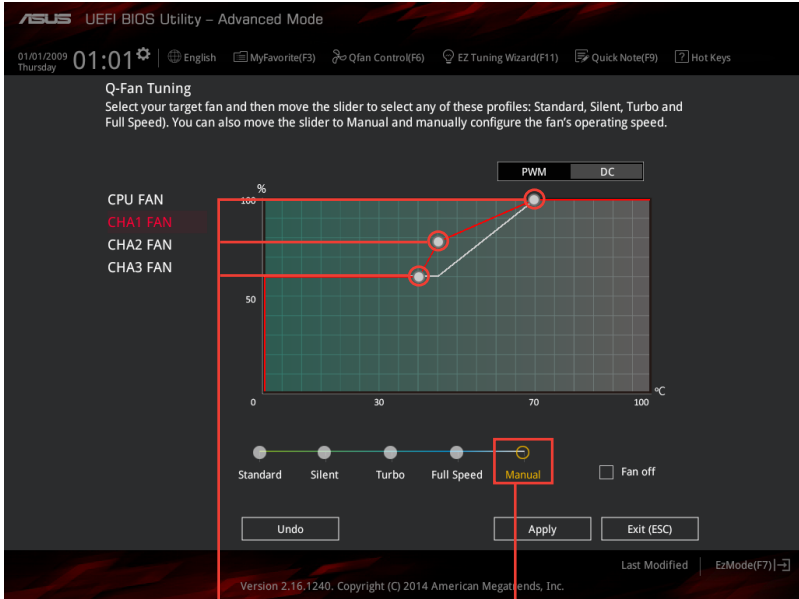 ASUS UEFI BIOS Utility – Advanced Mode
01/01/2009 Thursday 01:01 English MyFavorite(F3) Qfan Control(F6) EZ Tuning Wizard(F11) Quick Note(F9) ? Hot Keys
Q-Fan Tuning
Select your target fan and then move the slider to select any of these profiles: Standard, Silent, Turbo and
Full Speed). You can also move the slider to Manual and manually configure the fan's operating speed.
PWM DC
%
CPU FAN
100
CHA1 FAN
CHA2 FAN
CHA3 FAN
50
°C
0 30 70 100
Standard Silent Turbo Full Speed Manual Fan off
Undo Apply Exit (ESC)
Last Modified EzMode(F7)
Version 2.16.1240. Copyright (C) 2014 American Megatrends, Inc.